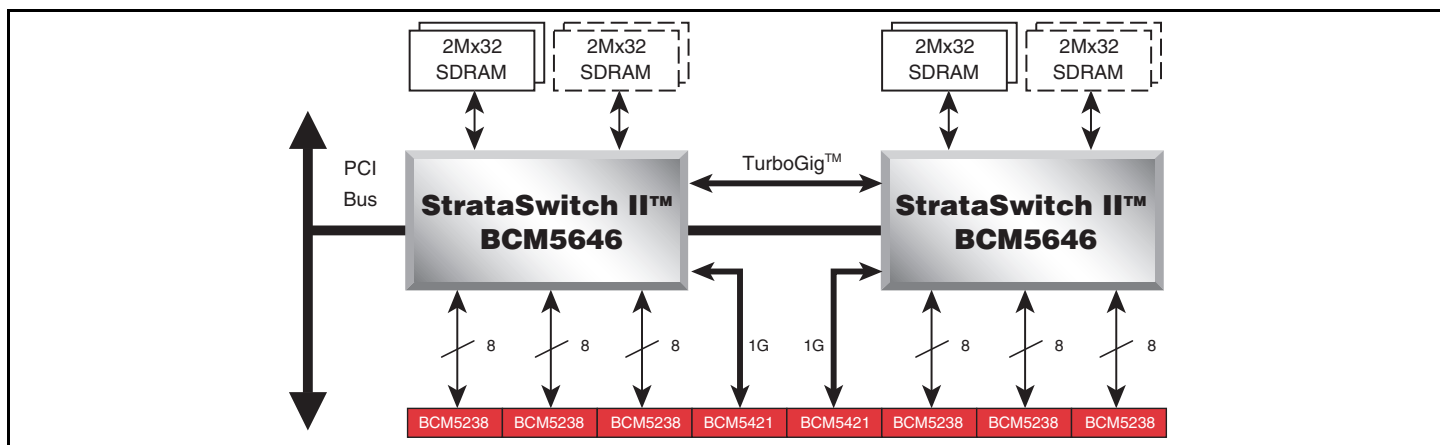 2Mx32
SDRAM
2Mx32
SDRAM
2Mx32
SDRAM
2Mx32
SDRAM
PCI
Bus
TurboGig™
StrataSwitch II™
BCM5646
StrataSwitch II™
BCM5646
8
8
8
1G
1G
8
8
8
BCM5238
BCM5238
BCM5238
BCM5421
BCM5421
BCM5238
BCM5238
BCM5238